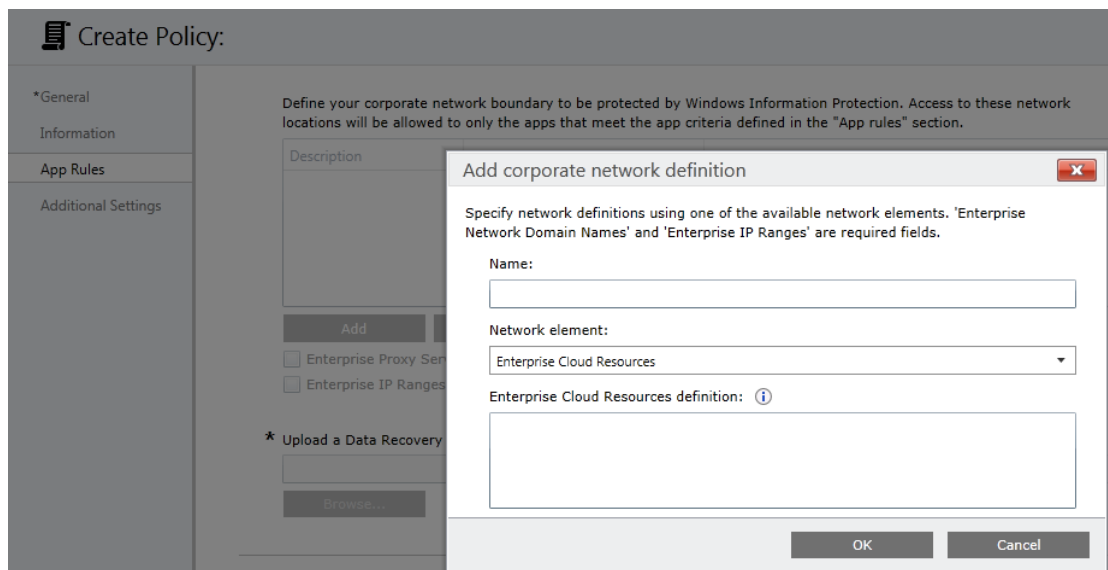 Create Policy:
*General
Information
App Rules
Additional Settings
Define your corporate network boundary to be protected by Windows Information Protection. Access to these network
locations will be allowed to only the apps that meet the app criteria defined in the "App rules" section.
Description
Add
Enterprise Proxy Ser
Enterprise IP Ranges
* Upload a Data Recovery
Browse...
Add corporate network definition
Specify network definitions using one of the available network elements. 'Enterprise
Network Domain Names' and 'Enterprise IP Ranges' are required fields.
Name:
Network element:
Enterprise Cloud Resources
Enterprise Cloud Resources definition:
OK
Cancel